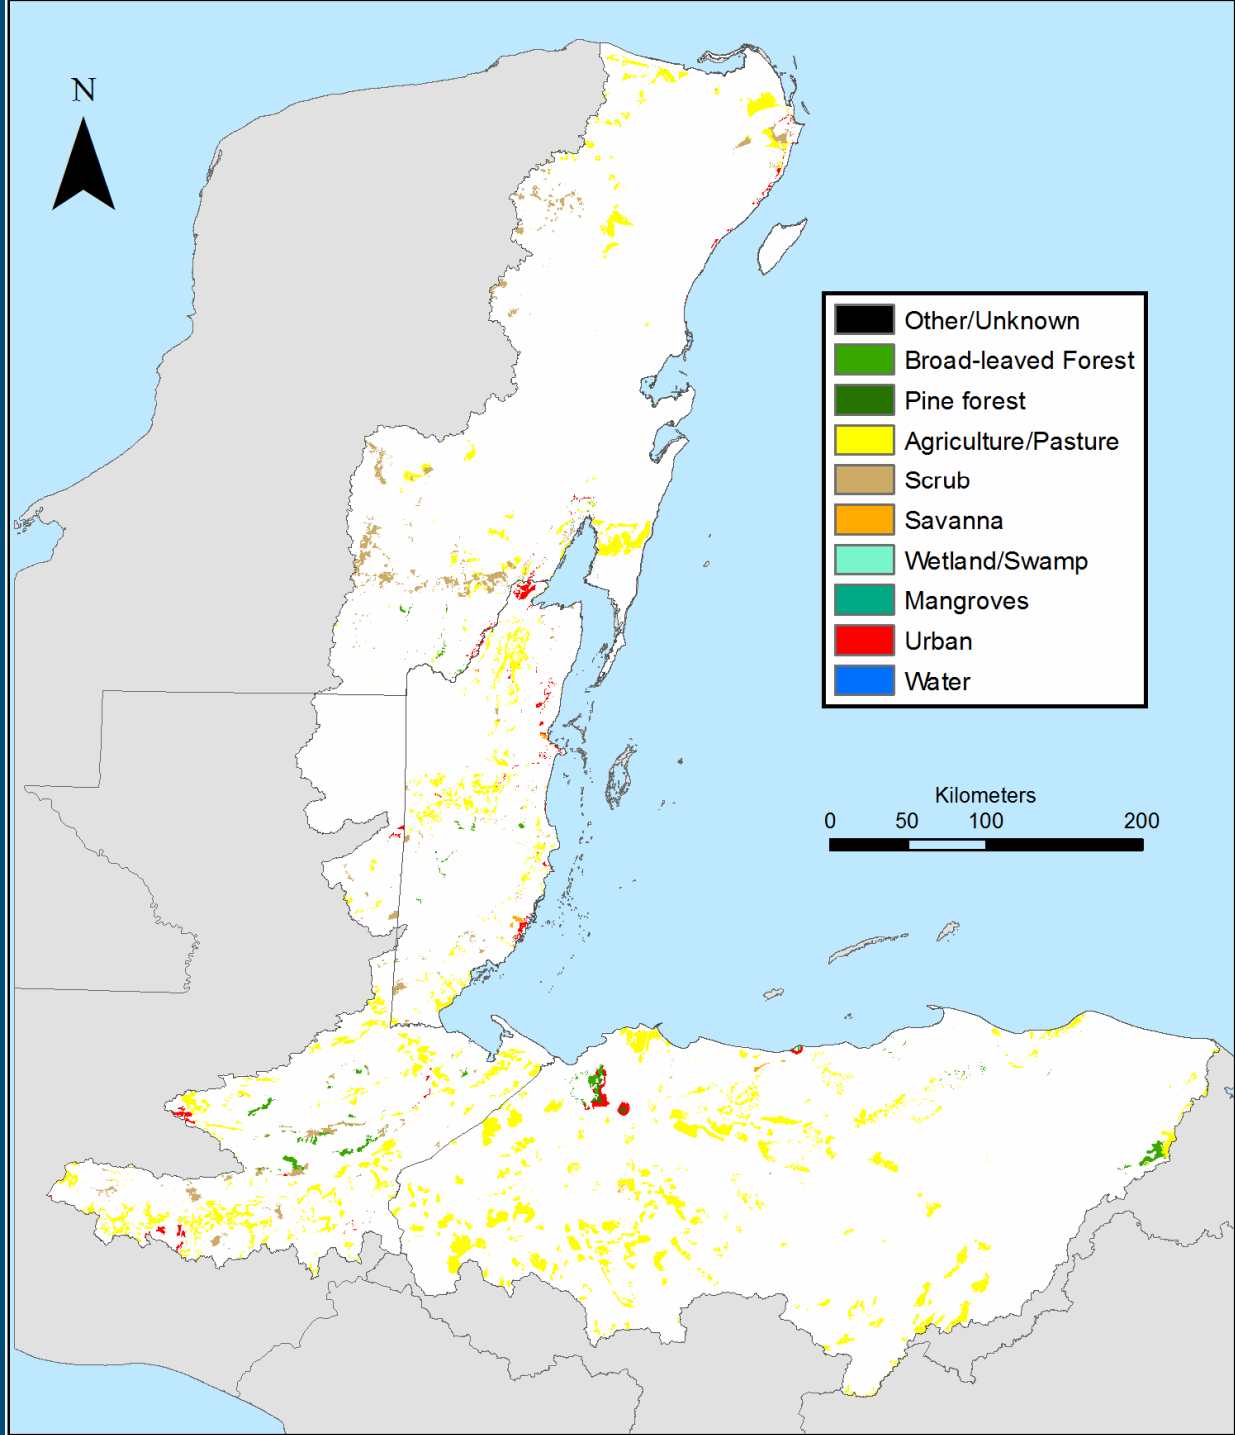 N
Other/Unknown
Broad-leaved Forest
Pine forest
Agriculture/Pasture
Scrub
Savanna
Wetland/Swamp
Mangroves
Urban
Water
Kilometers
0 50 100 200